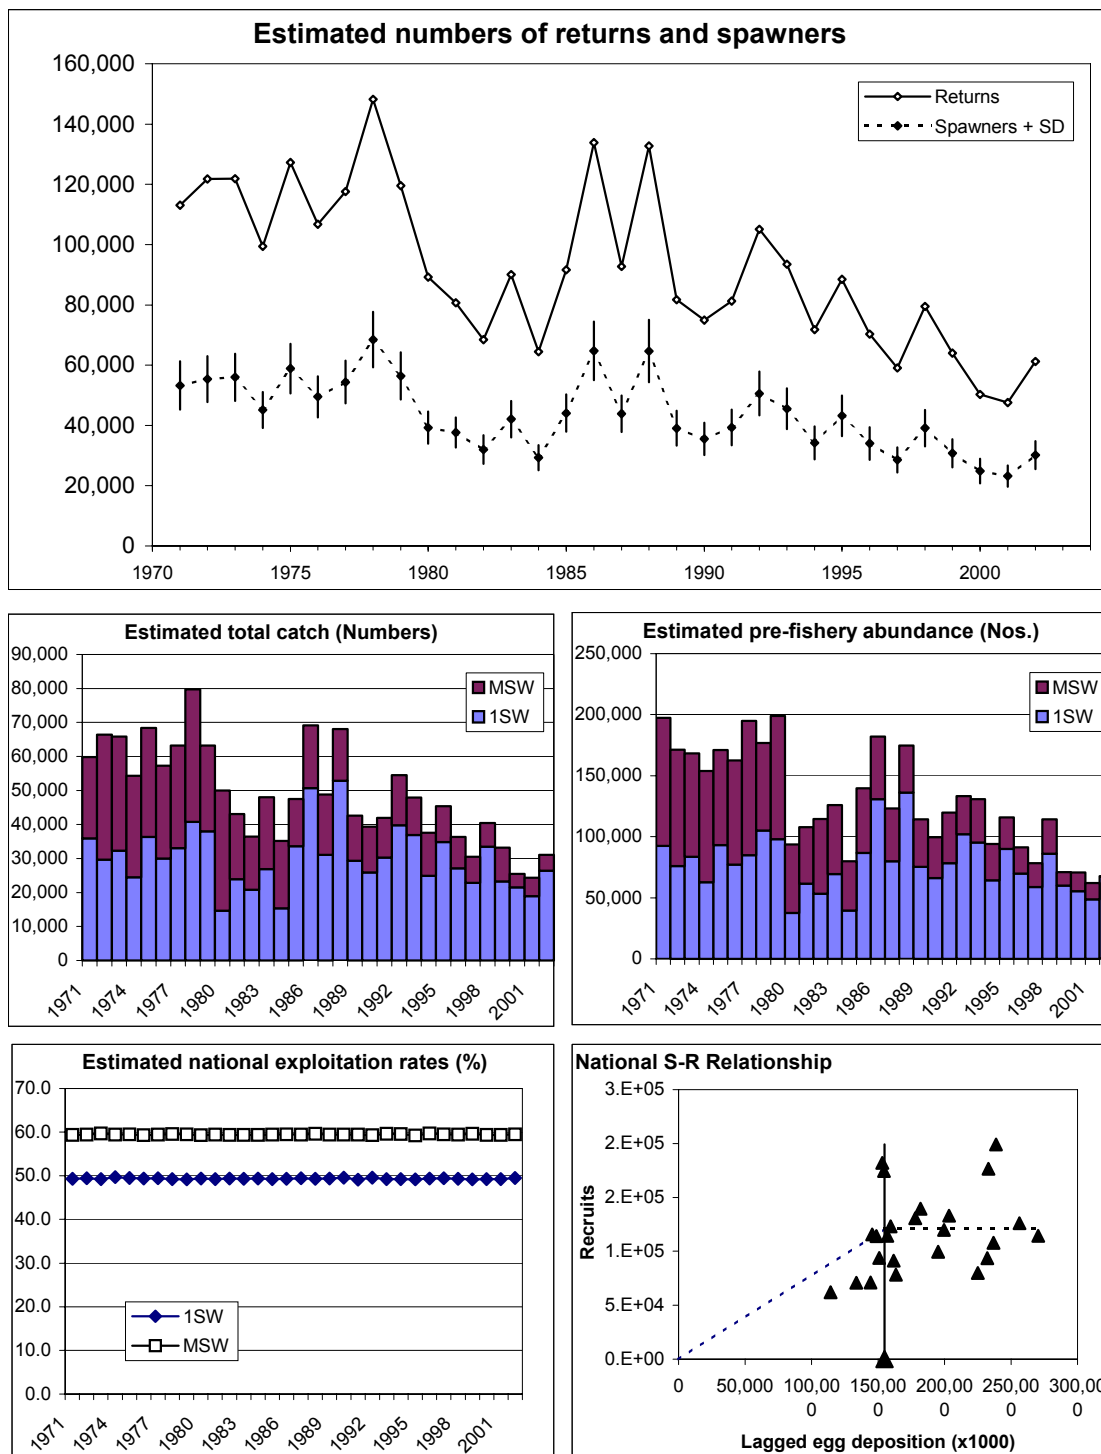 Estimated numbers of returns and spawners
160,000
140,000
120,000
100,000
80,000
60,000
40,000
20,000
0
Returns
Spawners + SD
1970 1975 1980 1985 1990 1995 2000
Estimated total catch (Numbers)
90,000
80,000
70,000
60,000
50,000
40,000
30,000
20,000
10,000
0
MSW
1SW
1971 1974 1977 1980 1983 1986 1989 1992 1995 1998 2001
Estimated pre-fishery abundance (Nos.)
250,000
200,000
150,000
100,000
50,000
0
MSW
1SW
1971 1974 1977 1980 1983 1986 1989 1992 1995 1998 2001
Estimated national exploitation rates (%)
70.0
60.0
50.0
40.0
30.0
20.0
10.0
0.0
1SW
MSW
1971 1974 1977 1980 1983 1986 1989 1992 1995 1998 2001
National S-R Relationship
3.E+05
2.E+05
2.E+05
1.E+05
5.E+04
0.E+00
Recruits
0 50,000 100,00 150,00 200,00 250,00 300,00
0 0 0 0 0
Lagged egg deposition (x1000)